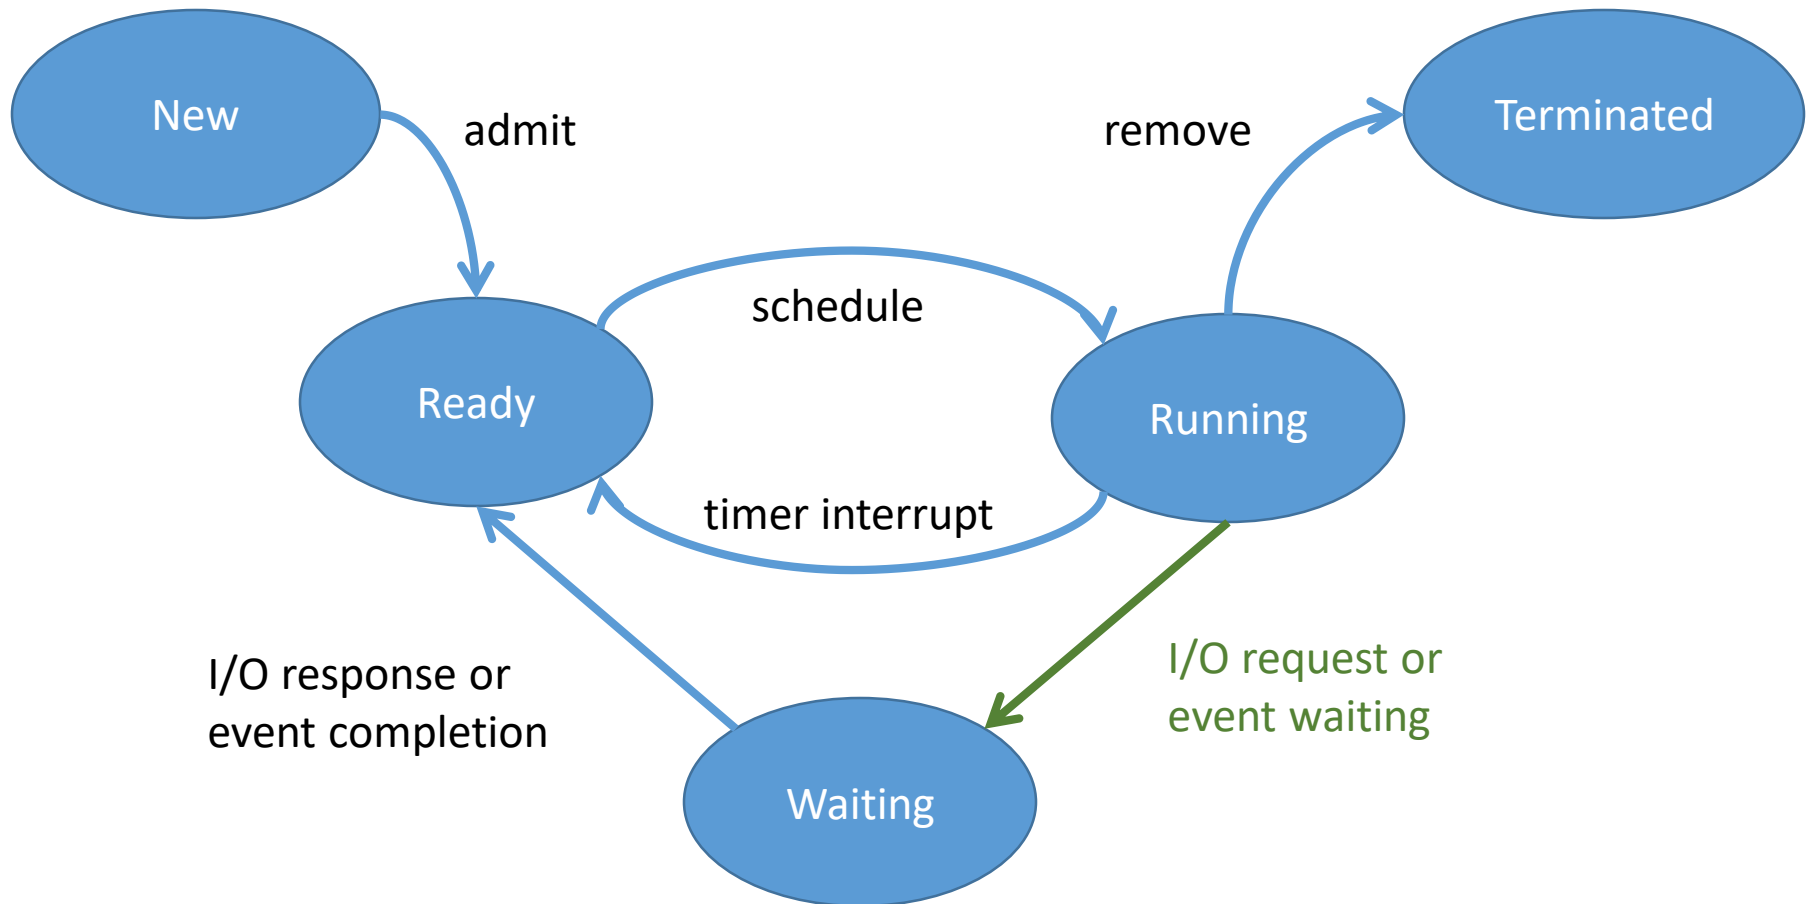 New
admit
remove
Terminated
schedule
Ready
Running
timer interrupt
I/O response or
event completion
I/O request or
event waiting
Waiting